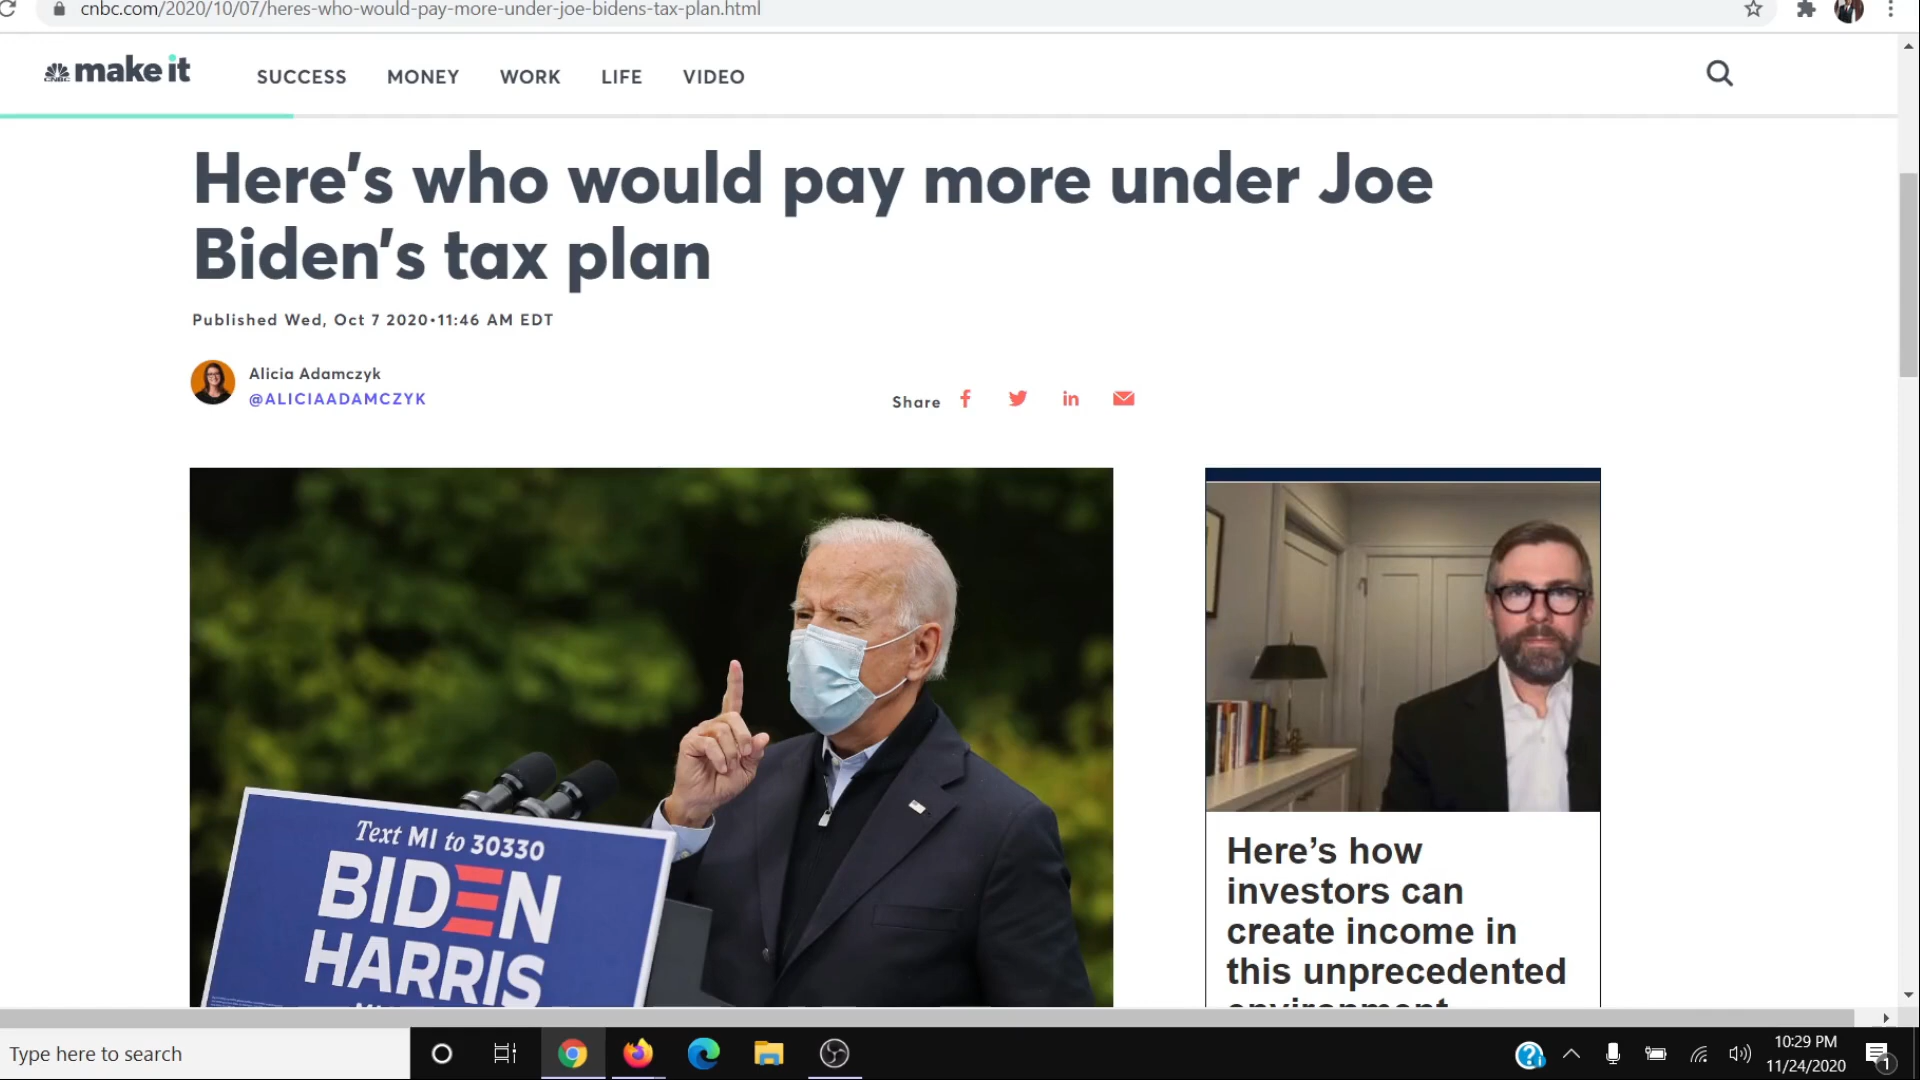 cnbc.com/2020/10/07/heres-who-would-pay-more-under-joe-bidens-tax-plan.html
make it
SUCCESS MONEY WORK LIFE VIDEO
Here's who would pay more under Joe
Biden's tax plan
Published Wed, Oct 7 2020•11:46 AM EDT
Alicia Adamczyk
@ALICIAADAMCZYK
Share
Text MI to 30330
BIDEN
HARRIS
Here's how
investors can
create income in
this unprecedented
environment
Type here to search
10:29 PM
11/24/2020
1